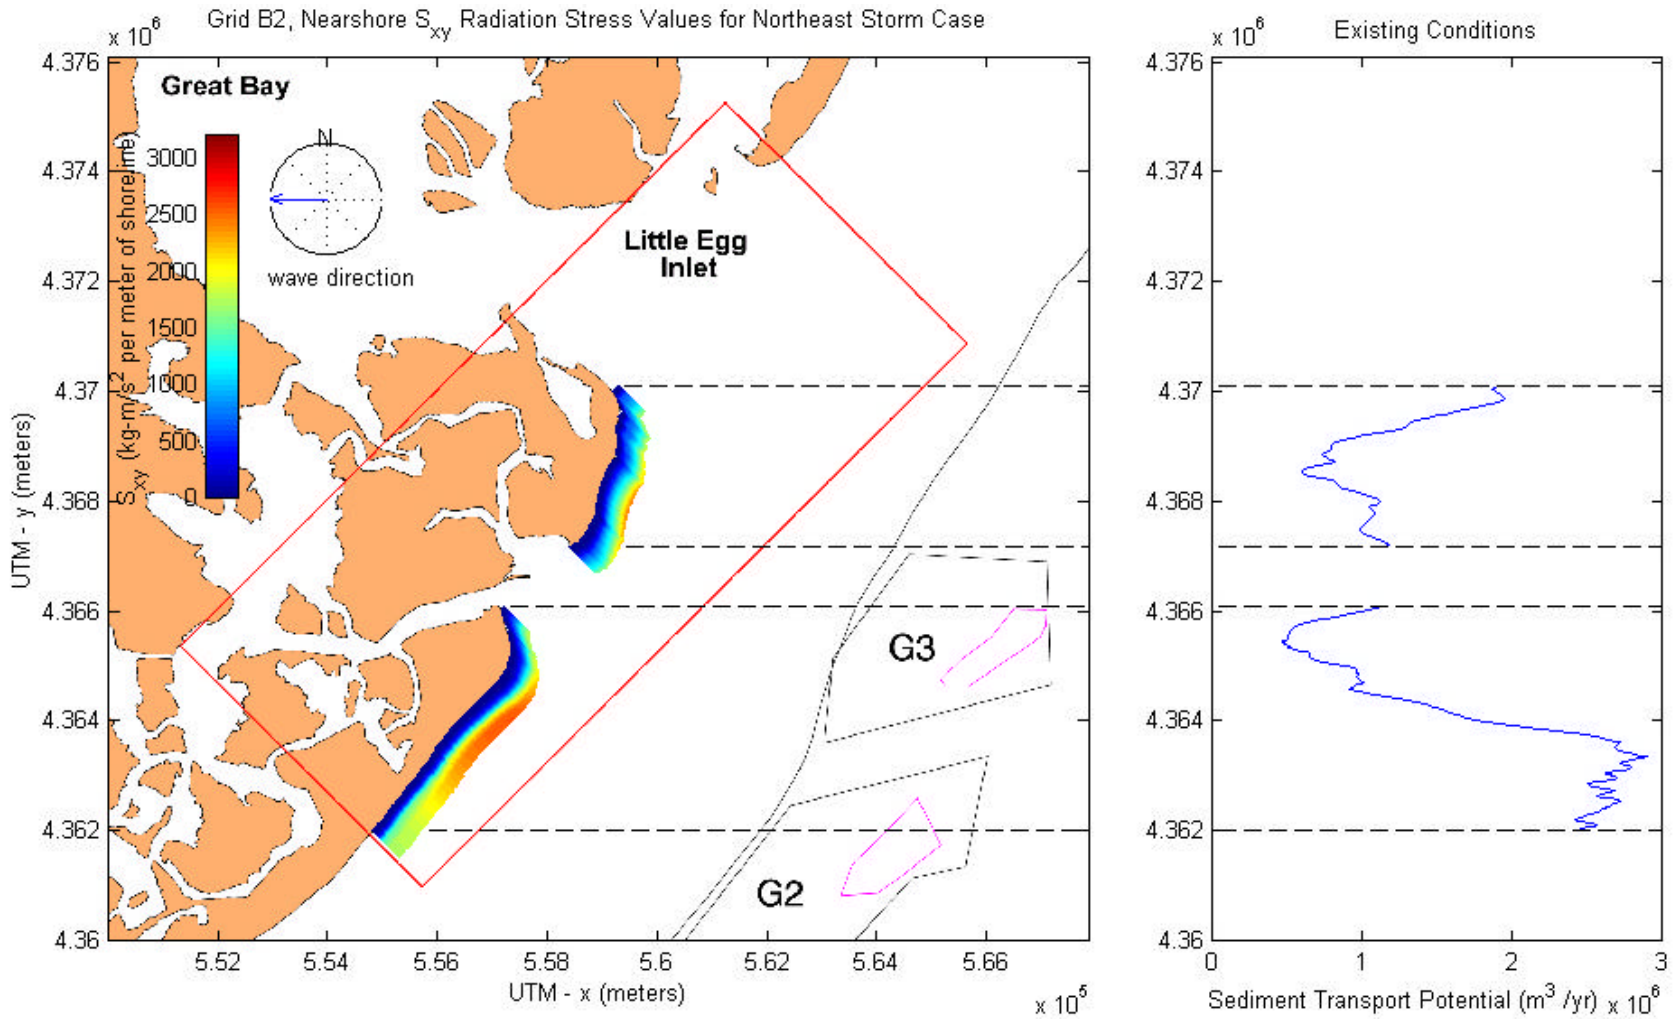 Grid B2, Nearshore Sxy Radiation Stress Values for Northeast Storm Case
x 10^6
4.376
4.374
4.372
4.37
4.368
4.366
4.364
4.362
4.36
UTM - y (meters)
Great Bay
Sxy (kg-m/s^2 per meter of shoreline)
3000
2500
2000
1500
1000
500
0
N
wave direction
Little Egg
Inlet
G3
G2
5.52
5.54
5.56
5.58
5.6
5.62
5.64
5.66
UTM - x (meters)
x 10^5
Existing Conditions
x 10^6
4.376
4.374
4.372
4.37
4.368
4.366
4.364
4.362
4.36
0
1
2
3
Sediment Transport Potential (m^3 /yr) x 10^6